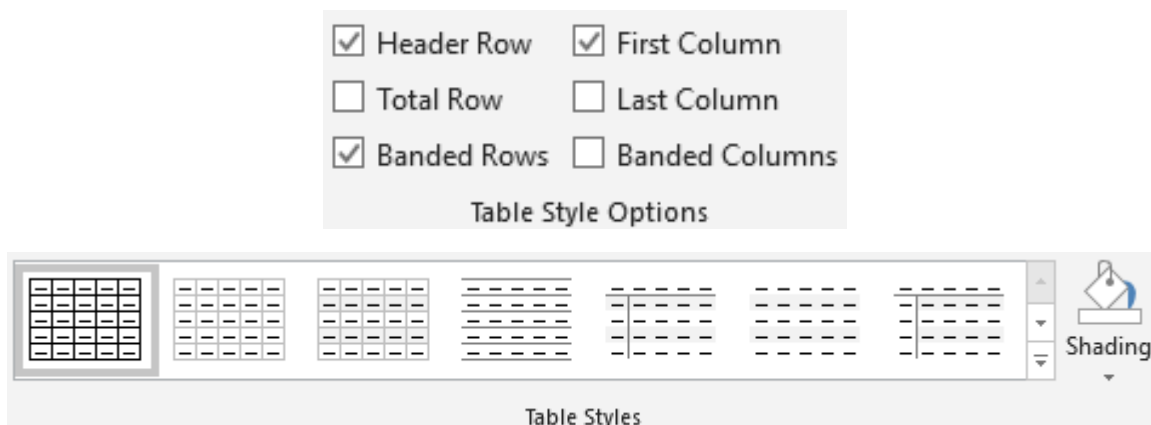 Header Row First Column
Total Row Last Column
Banded Rows Banded Columns
Table Style Options
Shading
Table Styles